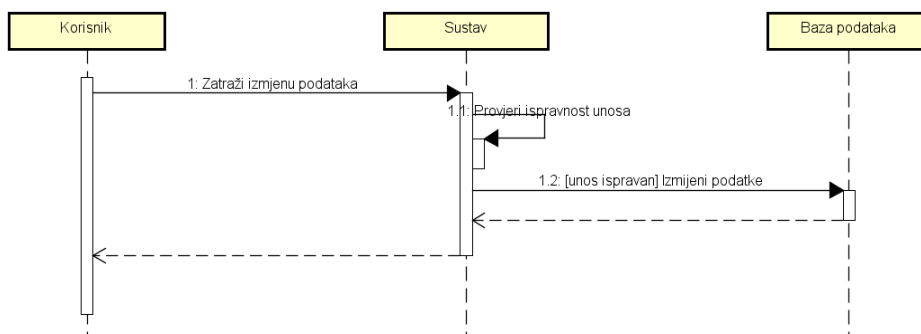 Korisnik
Sustav
Baza podataka
1: Zatraži izmjenu podataka
1.1: Provjeri ispravnost unosa
1.2: [unos ispravan] Izmijeni podatke